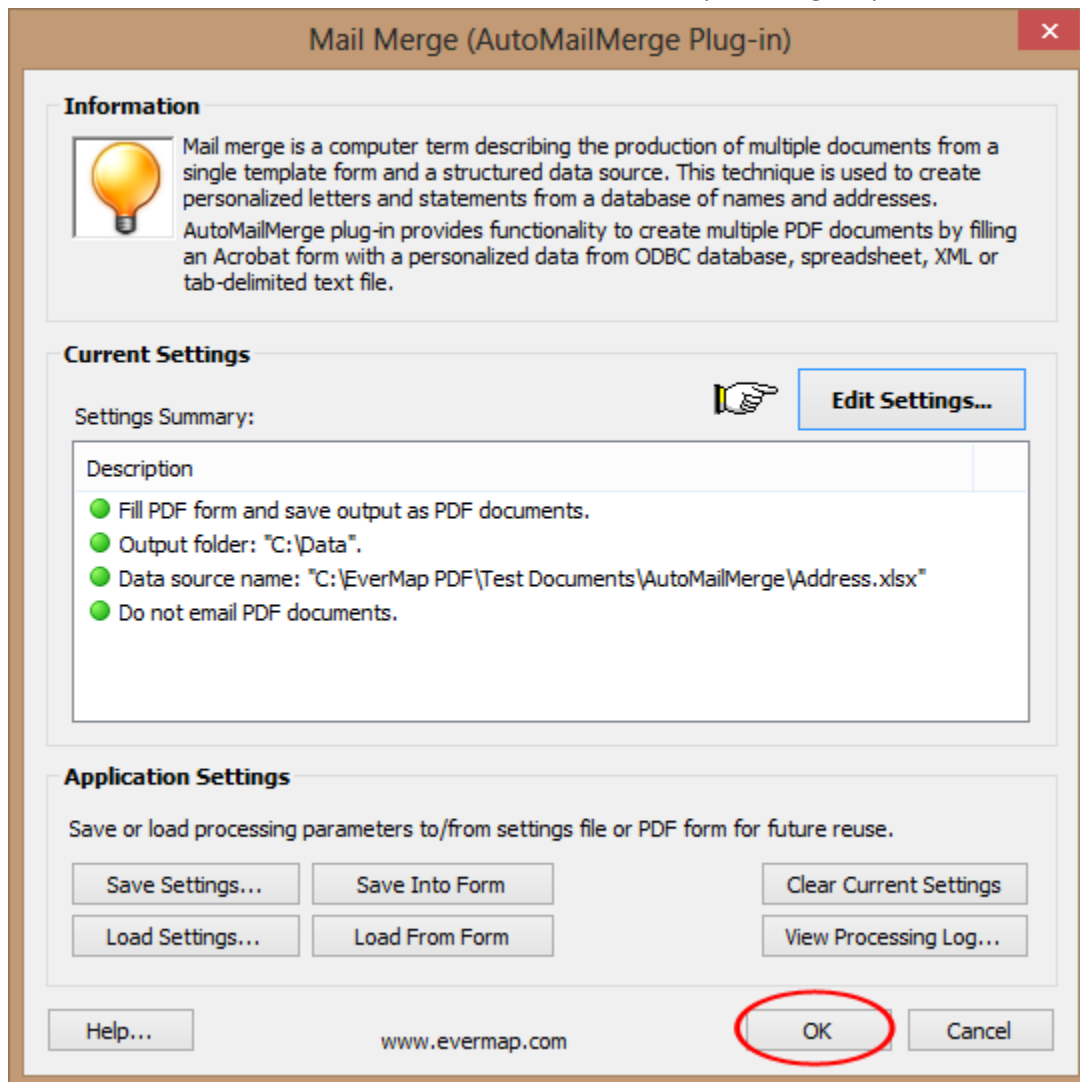 Mail Merge (AutoMailMerge Plug-in)
Information
Mail merge is a computer term describing the production of multiple documents from a
single template form and a structured data source. This technique is used to create
personalized letters and statements from a database of names and addresses.
AutoMailMerge plug-in provides functionality to create multiple PDF documents by filling
an Acrobat form with a personalized data from ODBC database, spreadsheet, XML or
tab-delimited text file.
Current Settings
Edit Settings...
Settings Summary:
Description
Fill PDF form and save output as PDF documents.
Output folder: "C:\Data".
Data source name: "C:\EverMap PDF\Test Documents\AutoMailMerge\Address.xlsx"
Do not email PDF documents.
Application Settings
Save or load processing parameters to/from settings file or PDF form for future reuse.
Save Settings... Save Into Form Clear Current Settings
Load Settings... Load From Form View Processing Log...
Help... www.evermap.com OK Cancel